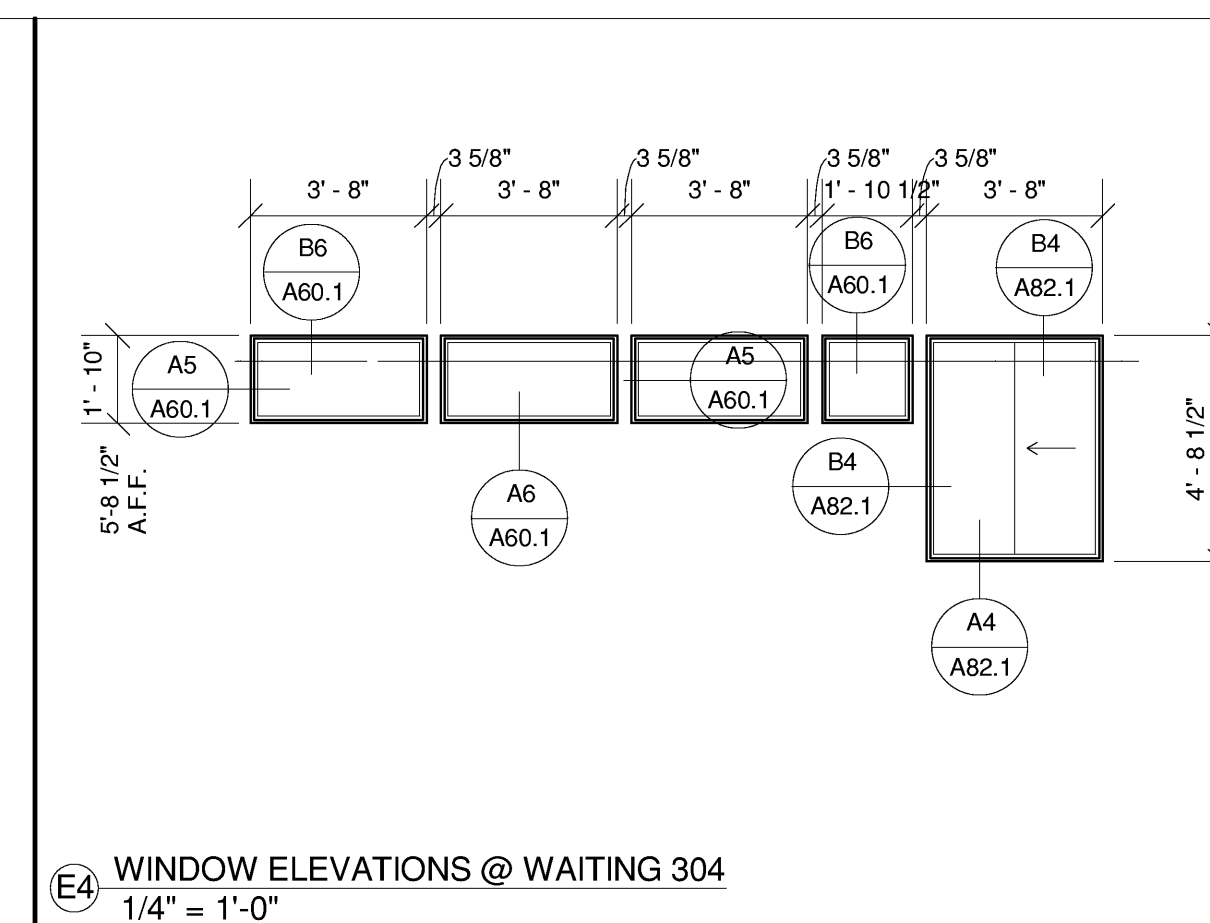 3 5/8"
3 5/8"
3 5/8"
3 5/8"
3' - 8"
3' - 8"
3' - 8"
1' - 10 1/2"
3' - 8"
B6
A60.1
B6
A60.1
B4
A82.1
1' - 10"
A5
A60.1
A5
A60.1
5'-8 1/2"
A.F.F.
A6
A60.1
B4
A82.1
4' - 8 1/2"
A4
A82.1
E4
WINDOW ELEVATIONS @ WAITING 304
1/4" = 1'-0"